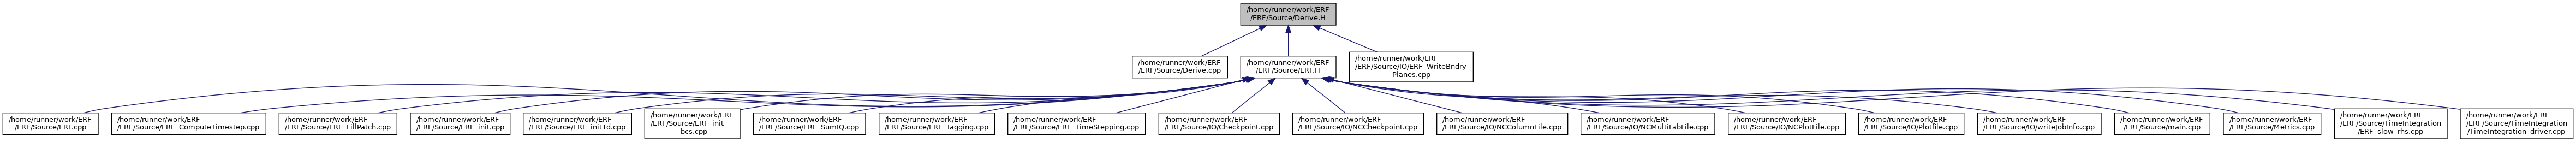 /home/runner/work/ERF
/ERF/Source/Derive.H
/home/runner/work/ERF
/ERF/Source/Derive.cpp
/home/runner/work/ERF
/ERF/Source/ERF.H
/home/runner/work/ERF
/ERF/Source/IO/ERF_WriteBndry
Planes.cpp
/home/runner/work/ERF
/ERF/Source/ERF.cpp
/home/runner/work/ERF
/ERF/Source/ERF_ComputeTimestep.cpp
/home/runner/work/ERF
/ERF/Source/ERF_FillPatch.cpp
/home/runner/work/ERF
/ERF/Source/ERF_init.cpp
/home/runner/work/ERF
/ERF/Source/ERF_init1d.cpp
/home/runner/work/ERF
/ERF/Source/ERF_init
_bcs.cpp
/home/runner/work/ERF
/ERF/Source/ERF_SumIQ.cpp
/home/runner/work/ERF
/ERF/Source/ERF_Tagging.cpp
/home/runner/work/ERF
/ERF/Source/ERF_TimeStepping.cpp
/home/runner/work/ERF
/ERF/Source/IO/Checkpoint.cpp
/home/runner/work/ERF
/ERF/Source/IO/NCCheckpoint.cpp
/home/runner/work/ERF
/ERF/Source/IO/NCColumnFile.cpp
/home/runner/work/ERF
/ERF/Source/IO/NCMultiFabFile.cpp
/home/runner/work/ERF
/ERF/Source/IO/NCPlotFile.cpp
/home/runner/work/ERF
/ERF/Source/IO/Plotfile.cpp
/home/runner/work/ERF
/ERF/Source/IO/writeJobInfo.cpp
/home/runner/work/ERF
/ERF/Source/main.cpp
/home/runner/work/ERF
/ERF/Source/Metrics.cpp
/home/runner/work/ERF
/ERF/Source/TimeIntegration
/ERF_slow_rhs.cpp
/home/runner/work/ERF
/ERF/Source/TimeIntegration
/TimeIntegration_driver.cpp